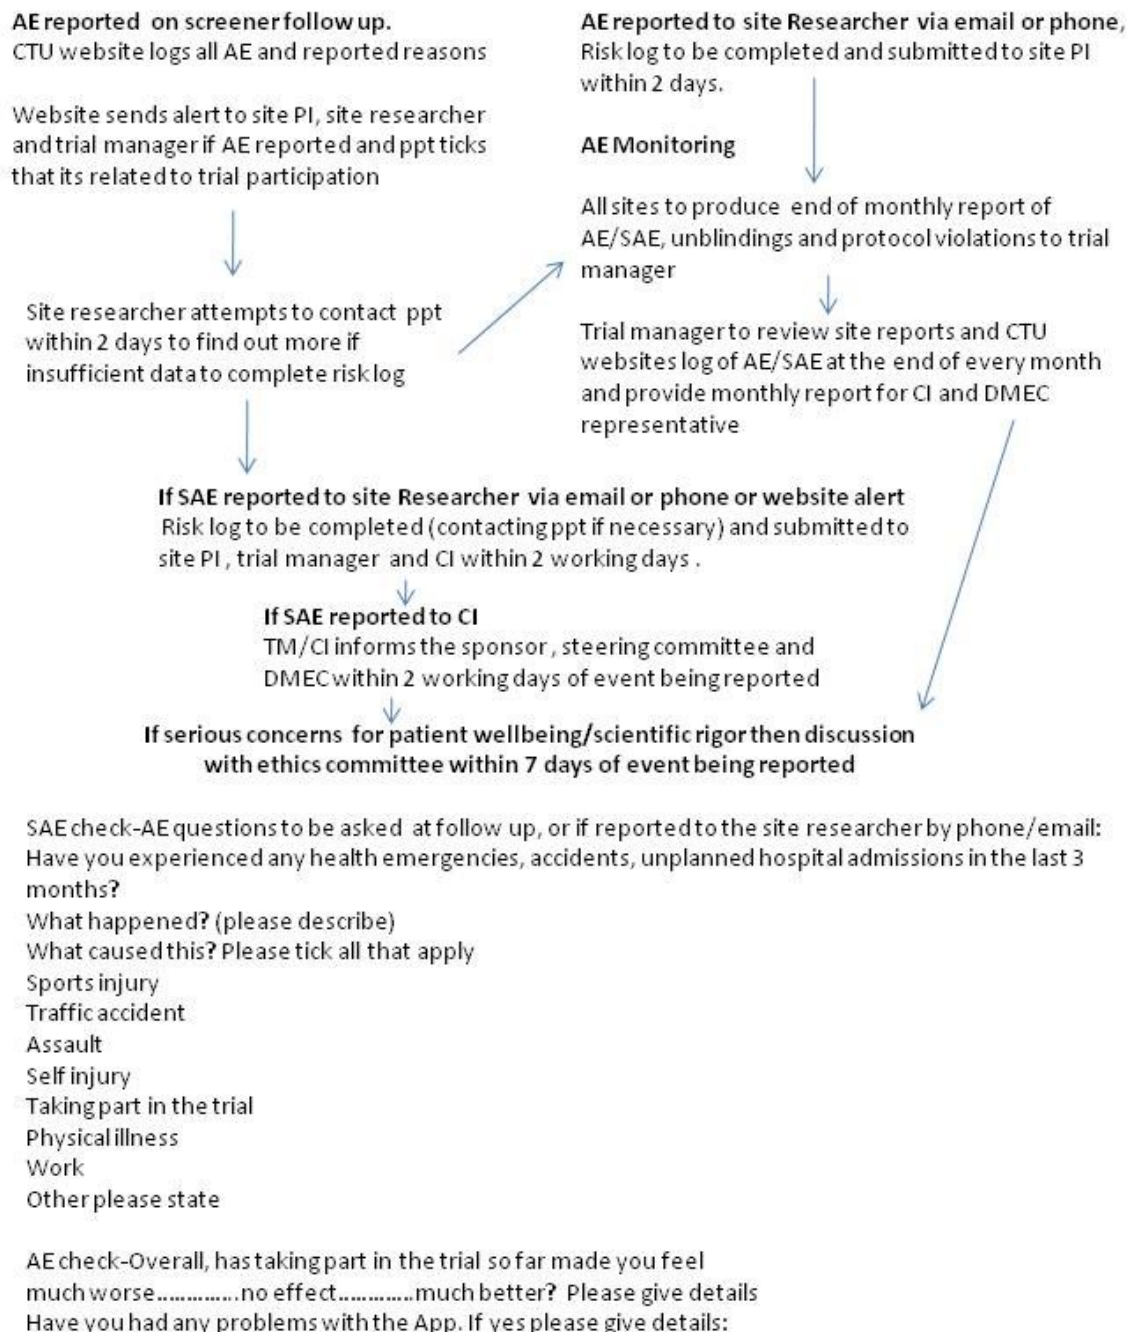 AE reported on screener follow up.
CTU website logs all AE and reported reasons
Website sends alert to site PI, site researcher
and trial manager if AE reported and ppt ticks
that its related to trial participation
Site researcher attempts to contact ppt
within 2 days to find out more if
insufficient data to complete risk log
AE reported to site Researcher via email or phone,
Risk log to be completed and submitted to site PI
within 2 days.
AE Monitoring
All sites to produce end of monthly report of
AE/SAE, unblindings and protocol violations to trial
manager
Trial manager to review site reports and CTU
websites log of AE/SAE at the end of every month
and provide monthly report for CI and DMEC
representative
If SAE reported to site Researcher via email or phone or website alert
Risk log to be completed (contacting ppt if necessary) and submitted to
site PI , trial manager and CI within 2 working days .
If SAE reported to CI
TM/CI informs the sponsor , steering committee and
DMEC within 2 working days of event being reported
If serious concerns for patient wellbeing/scientific rigor then discussion
with ethics committee within 7 days of event being reported
SAE check-AE questions to be asked at follow up, or if reported to the site researcher by phone/email:
Have you experienced any health emergencies, accidents, unplanned hospital admissions in the last 3
months?
What happened? (please describe)
What caused this? Please tick all that apply
Sports injury
Traffic accident
Assault
Self injury
Taking part in the trial
Physical illness
Work
Other please state
AE check-Overall, has taking part in the trial so far made you feel
much worse..............no effect.............much better? Please give details
Have you had any problems with the App. If yes please give details: